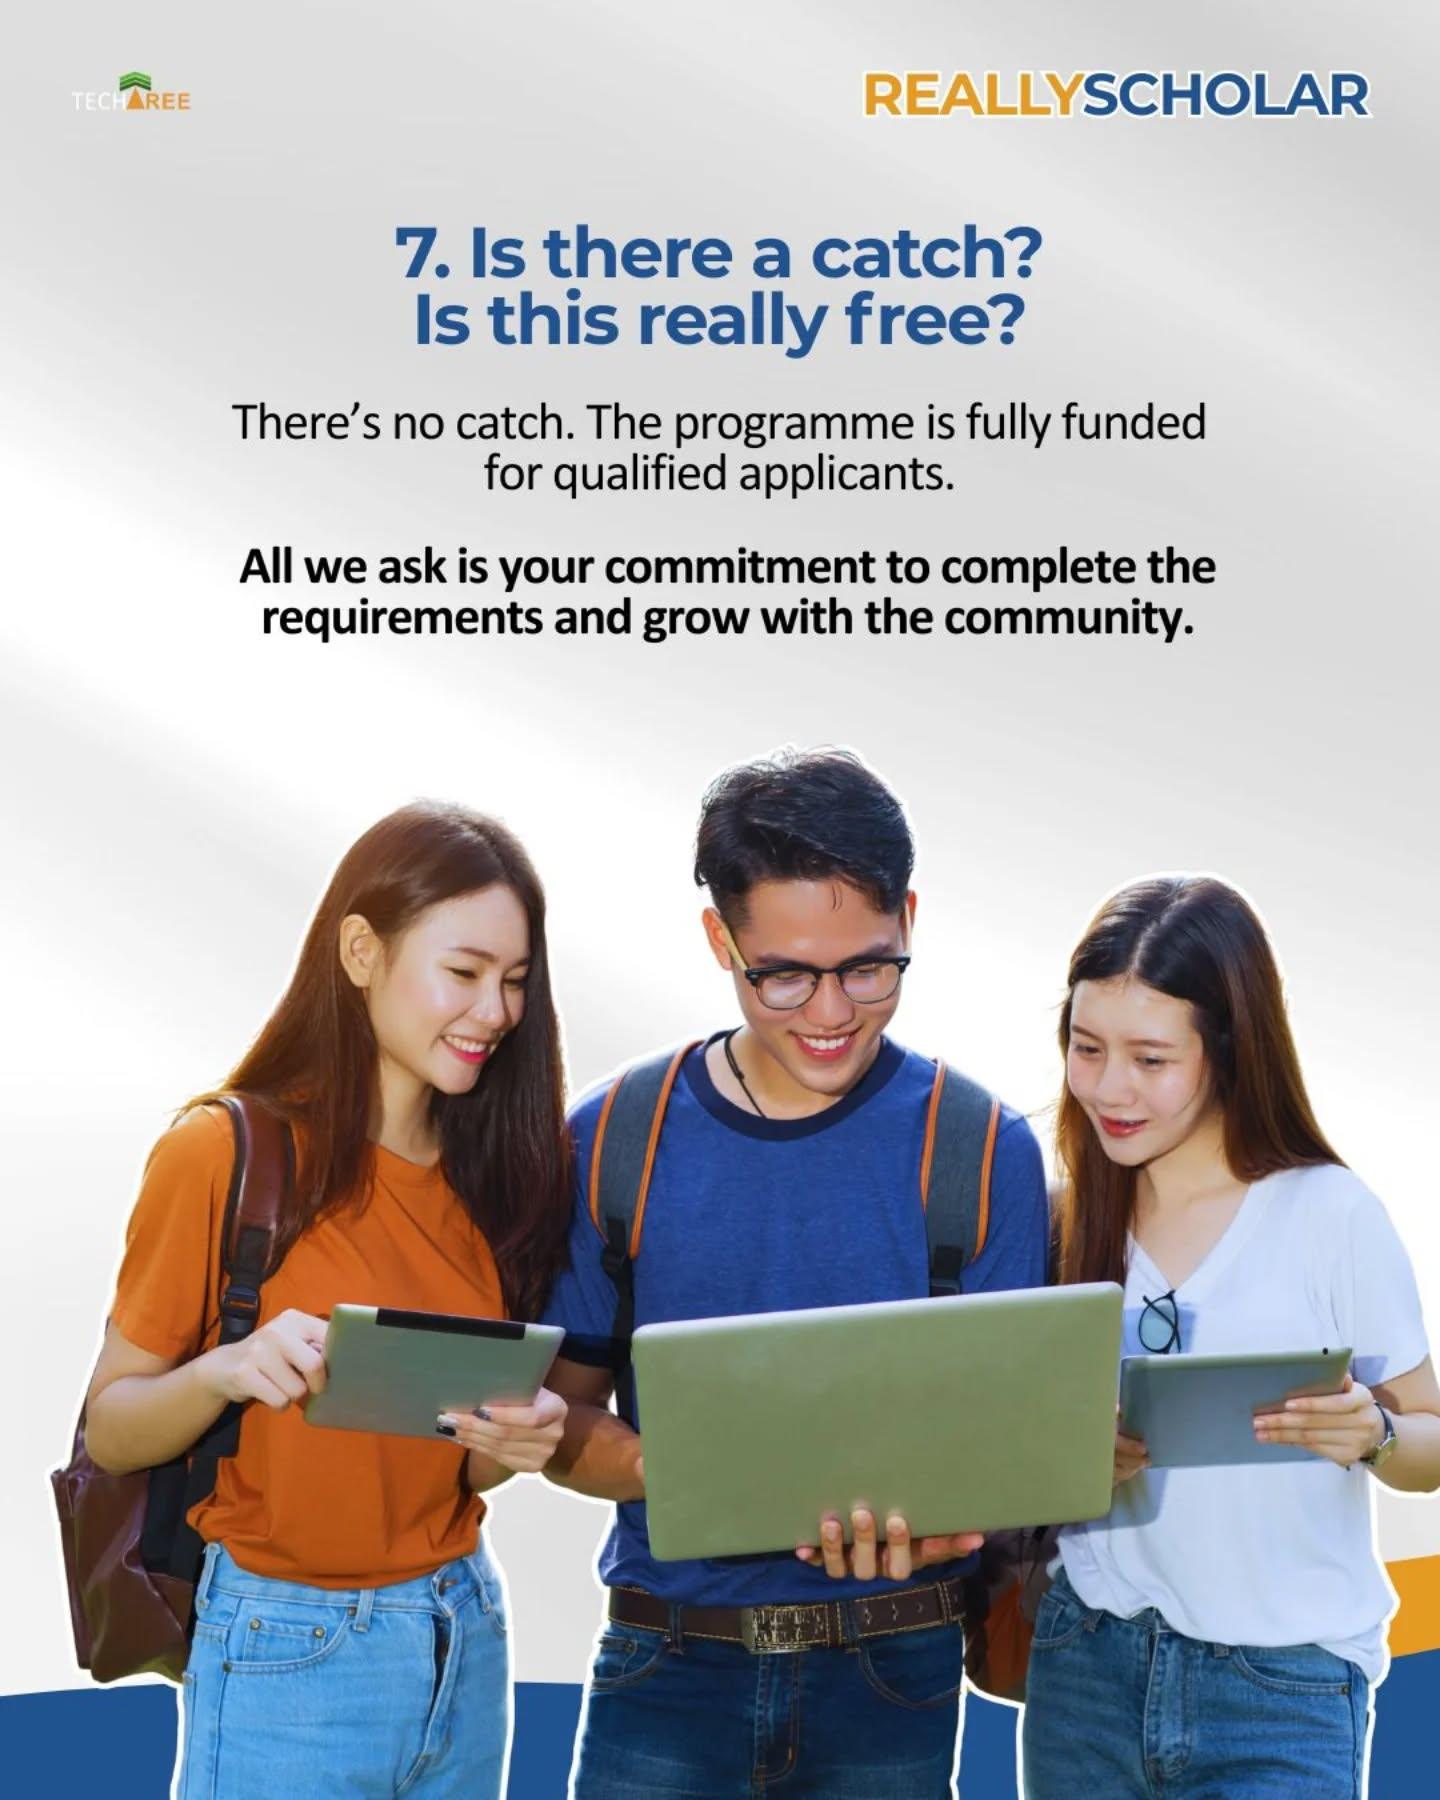 TECHTREE
REALLYSCHOLAR
7. Is there a catch?
Is this really free?
There's no catch. The programme is fully funded
for qualified applicants.
All we ask is your commitment to complete the
requirements and grow with the community.